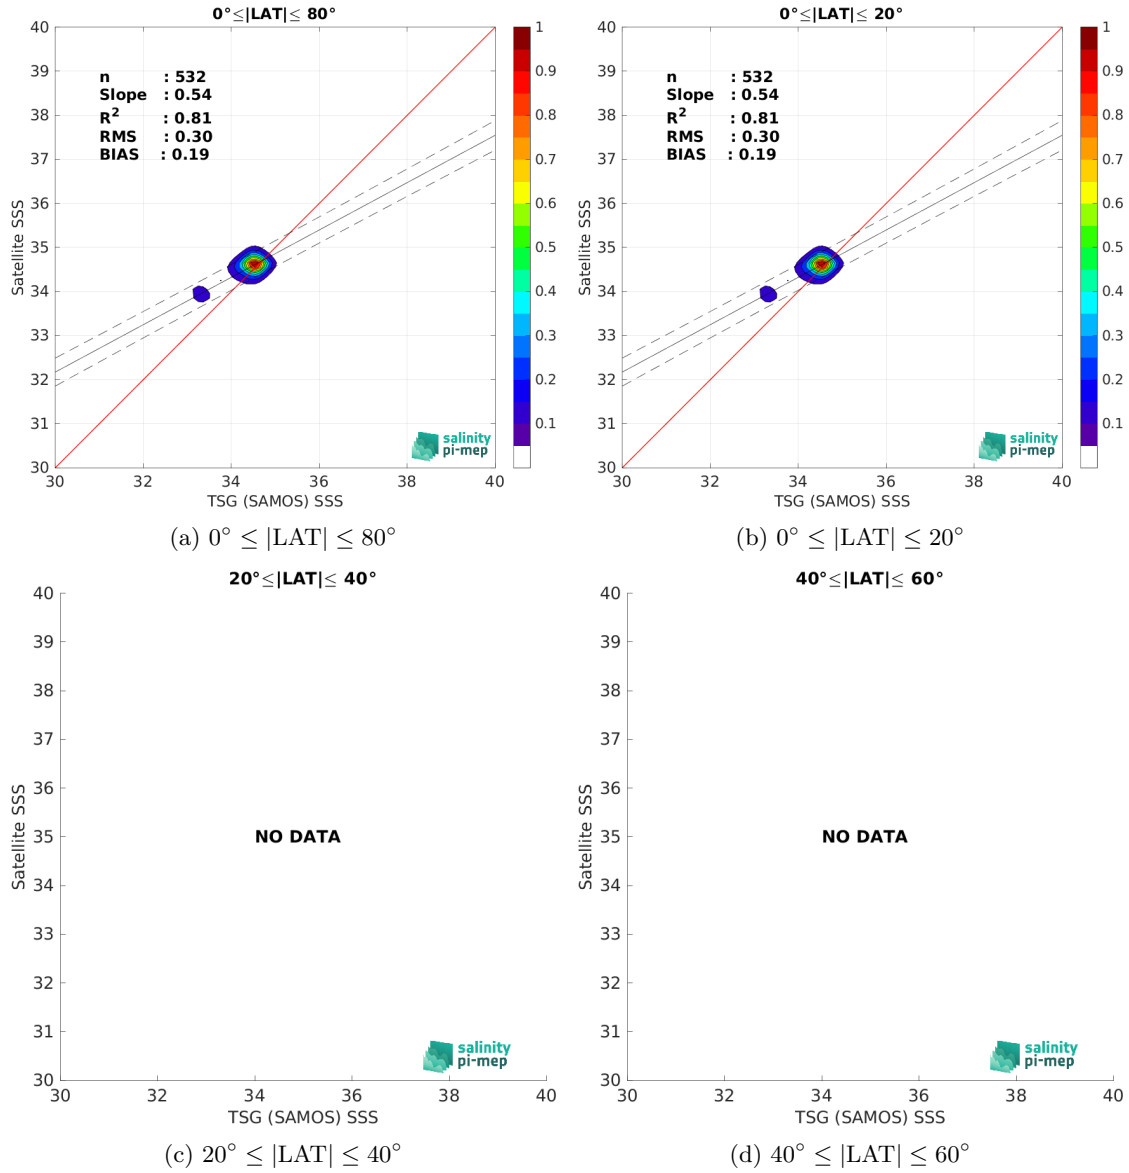 0°≤|LAT|≤ 80°
n : 532
Slope : 0.54
R² : 0.81
RMS : 0.30
BIAS : 0.19
40
39
38
37
36
35
34
33
32
31
30
Satellite SSS
30 32 34 36 38 40
TSG (SAMOS) SSS
1
0.9
0.8
0.7
0.6
0.5
0.4
0.3
0.2
0.1
salinity
pi-mep
(a) 0° ≤ |LAT| ≤ 80°
0°≤|LAT|≤ 20°
n : 532
Slope : 0.54
R² : 0.81
RMS : 0.30
BIAS : 0.19
40
39
38
37
36
35
34
33
32
31
30
Satellite SSS
30 32 34 36 38 40
TSG (SAMOS) SSS
1
0.9
0.8
0.7
0.6
0.5
0.4
0.3
0.2
0.1
salinity
pi-mep
(b) 0° ≤ |LAT| ≤ 20°
20°≤|LAT|≤ 40°
40
39
38
37
36
35
34
33
32
31
30
Satellite SSS
NO DATA
30 32 34 36 38 40
TSG (SAMOS) SSS
salinity
pi-mep
(c) 20° ≤ |LAT| ≤ 40°
40°≤|LAT|≤ 60°
40
39
38
37
36
35
34
33
32
31
30
Satellite SSS
NO DATA
30 32 34 36 38 40
TSG (SAMOS) SSS
salinity
pi-mep
(d) 40° ≤ |LAT| ≤ 60°